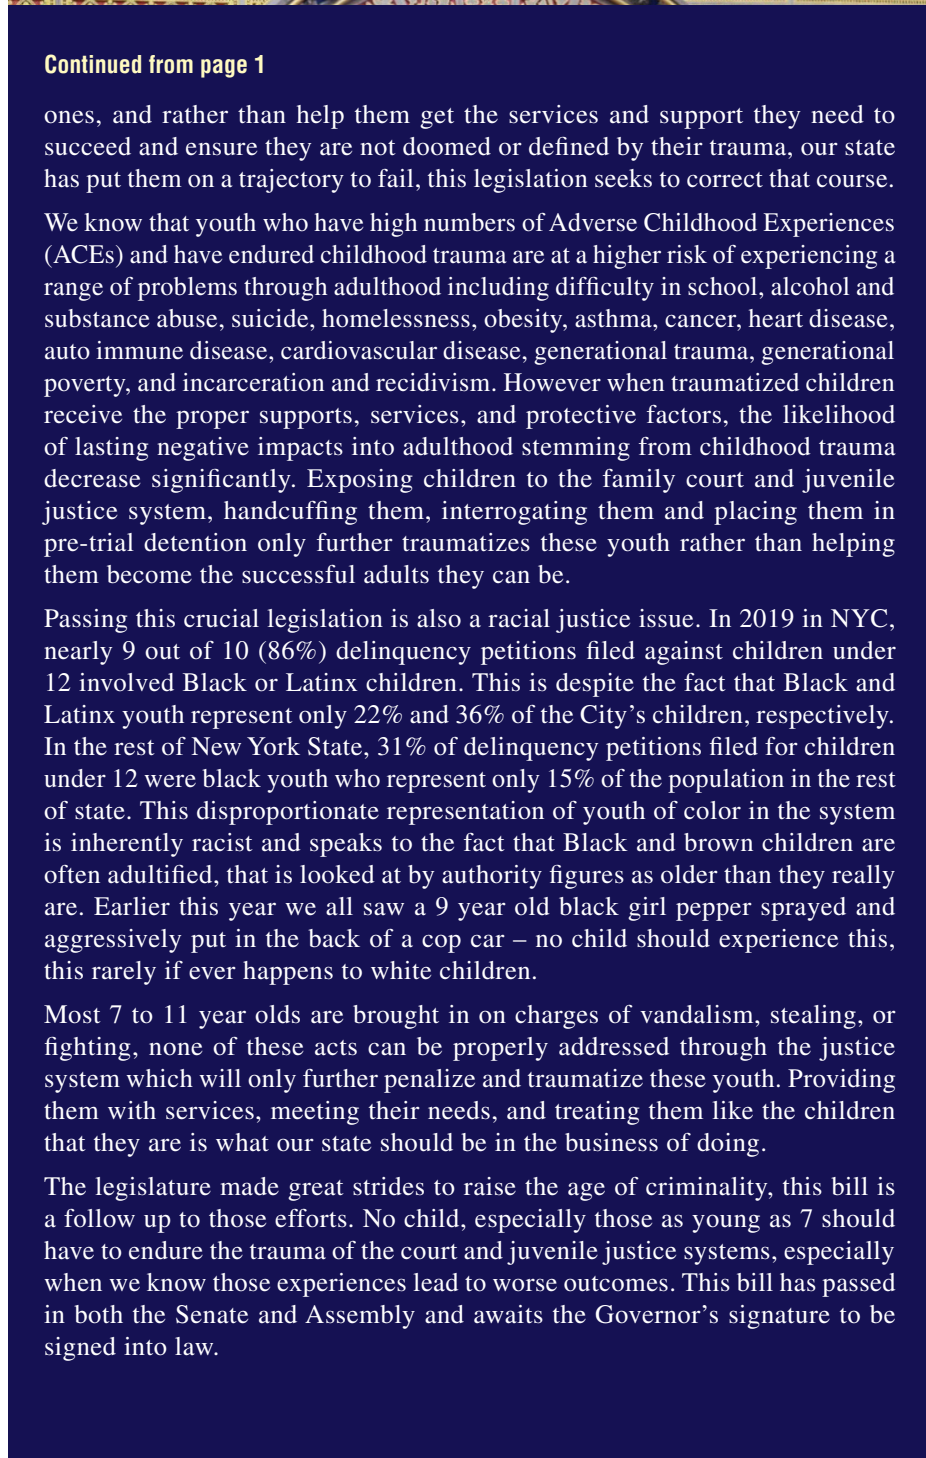 Continued from page 1
ones, and rather than help them get the services and support they need to
succeed and ensure they are not doomed or defined by their trauma, our state
has put them on a trajectory to fail, this legislation seeks to correct that course.
We know that youth who have high numbers of Adverse Childhood Experiences
(ACEs) and have endured childhood trauma are at a higher risk of experiencing a
range of problems through adulthood including difficulty in school, alcohol and
substance abuse, suicide, homelessness, obesity, asthma, cancer, heart disease,
auto immune disease, cardiovascular disease, generational trauma, generational
poverty, and incarceration and recidivism. However when traumatized children
receive the proper supports, services, and protective factors, the likelihood
of lasting negative impacts into adulthood stemming from childhood trauma
decrease significantly. Exposing children to the family court and juvenile
justice system, handcuffing them, interrogating them and placing them in
pre-trial detention only further traumatizes these youth rather than helping
them become the successful adults they can be.
Passing this crucial legislation is also a racial justice issue. In 2019 in NYC,
nearly 9 out of 10 (86%) delinquency petitions filed against children under
12 involved Black or Latinx children. This is despite the fact that Black and
Latinx youth represent only 22% and 36% of the City’s children, respectively.
In the rest of New York State, 31% of delinquency petitions filed for children
under 12 were black youth who represent only 15% of the population in the rest
of state. This disproportionate representation of youth of color in the system
is inherently racist and speaks to the fact that Black and brown children are
often adultified, that is looked at by authority figures as older than they really
are. Earlier this year we all saw a 9 year old black girl pepper sprayed and
aggressively put in the back of a cop car – no child should experience this,
this rarely if ever happens to white children.
Most 7 to 11 year olds are brought in on charges of vandalism, stealing, or
fighting, none of these acts can be properly addressed through the justice
system which will only further penalize and traumatize these youth. Providing
them with services, meeting their needs, and treating them like the children
that they are is what our state should be in the business of doing.
The legislature made great strides to raise the age of criminality, this bill is
a follow up to those efforts. No child, especially those as young as 7 should
have to endure the trauma of the court and juvenile justice systems, especially
when we know those experiences lead to worse outcomes. This bill has passed
in both the Senate and Assembly and awaits the Governor’s signature to be
signed into law.